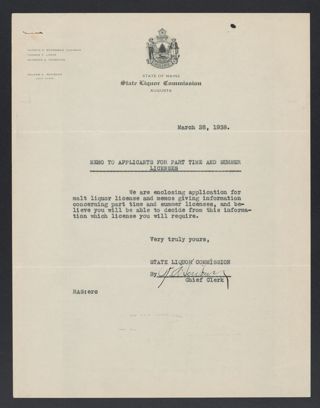 STATE OF MAINE
State Liquor Commission
AUGUSTA
March 28, 1938.
MEMO TO APPLICANTS FOR PART TIME AND SUMMER
LICENSES
We are enclosing application for
malt liquor license and memos giving information
concerning part time and summer licenses, and be-
lieve you will be able to decide from this informa-
tion which license you will require.
Very truly yours,
STATE LIQUOR COMMISSION
By
Chief Clerk
RAS:erc